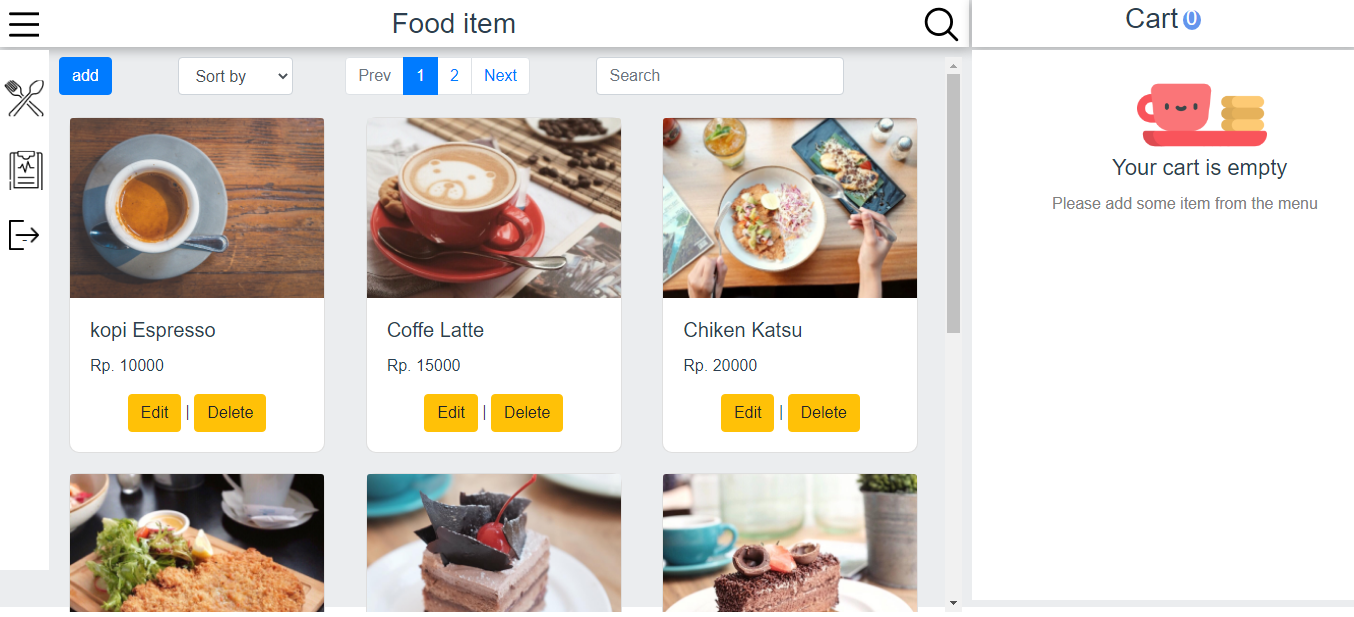 Food item
Cart 0
add
Sort by
Prev 1 2 Next
Search
Your cart is empty
Please add some item from the menu
kopi Espresso
Rp. 10000
Edit | Delete
Coffe Latte
Rp. 15000
Edit | Delete
Chiken Katsu
Rp. 20000
Edit | Delete